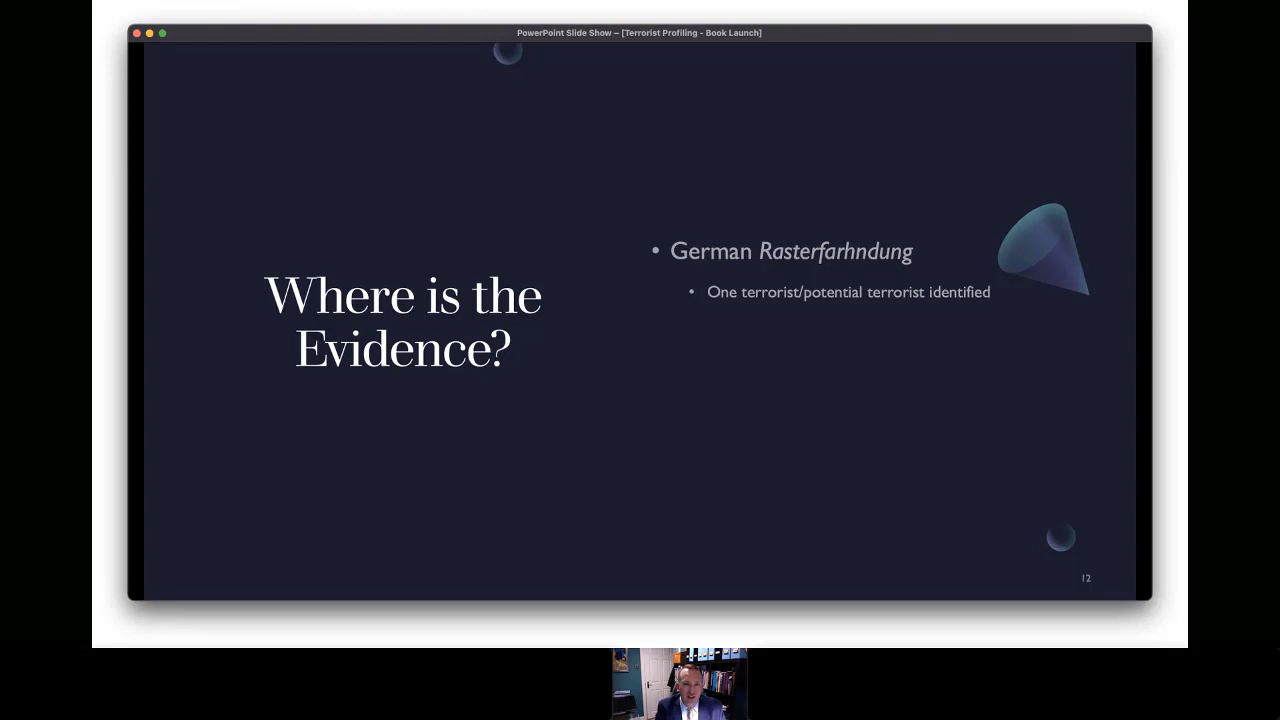 PowerPoint Slide Show – [Terrorist Profiling - Book Launch]
Where is the
Evidence?
• German Rasterfarhndung
• One terrorist/potential terrorist identified
12